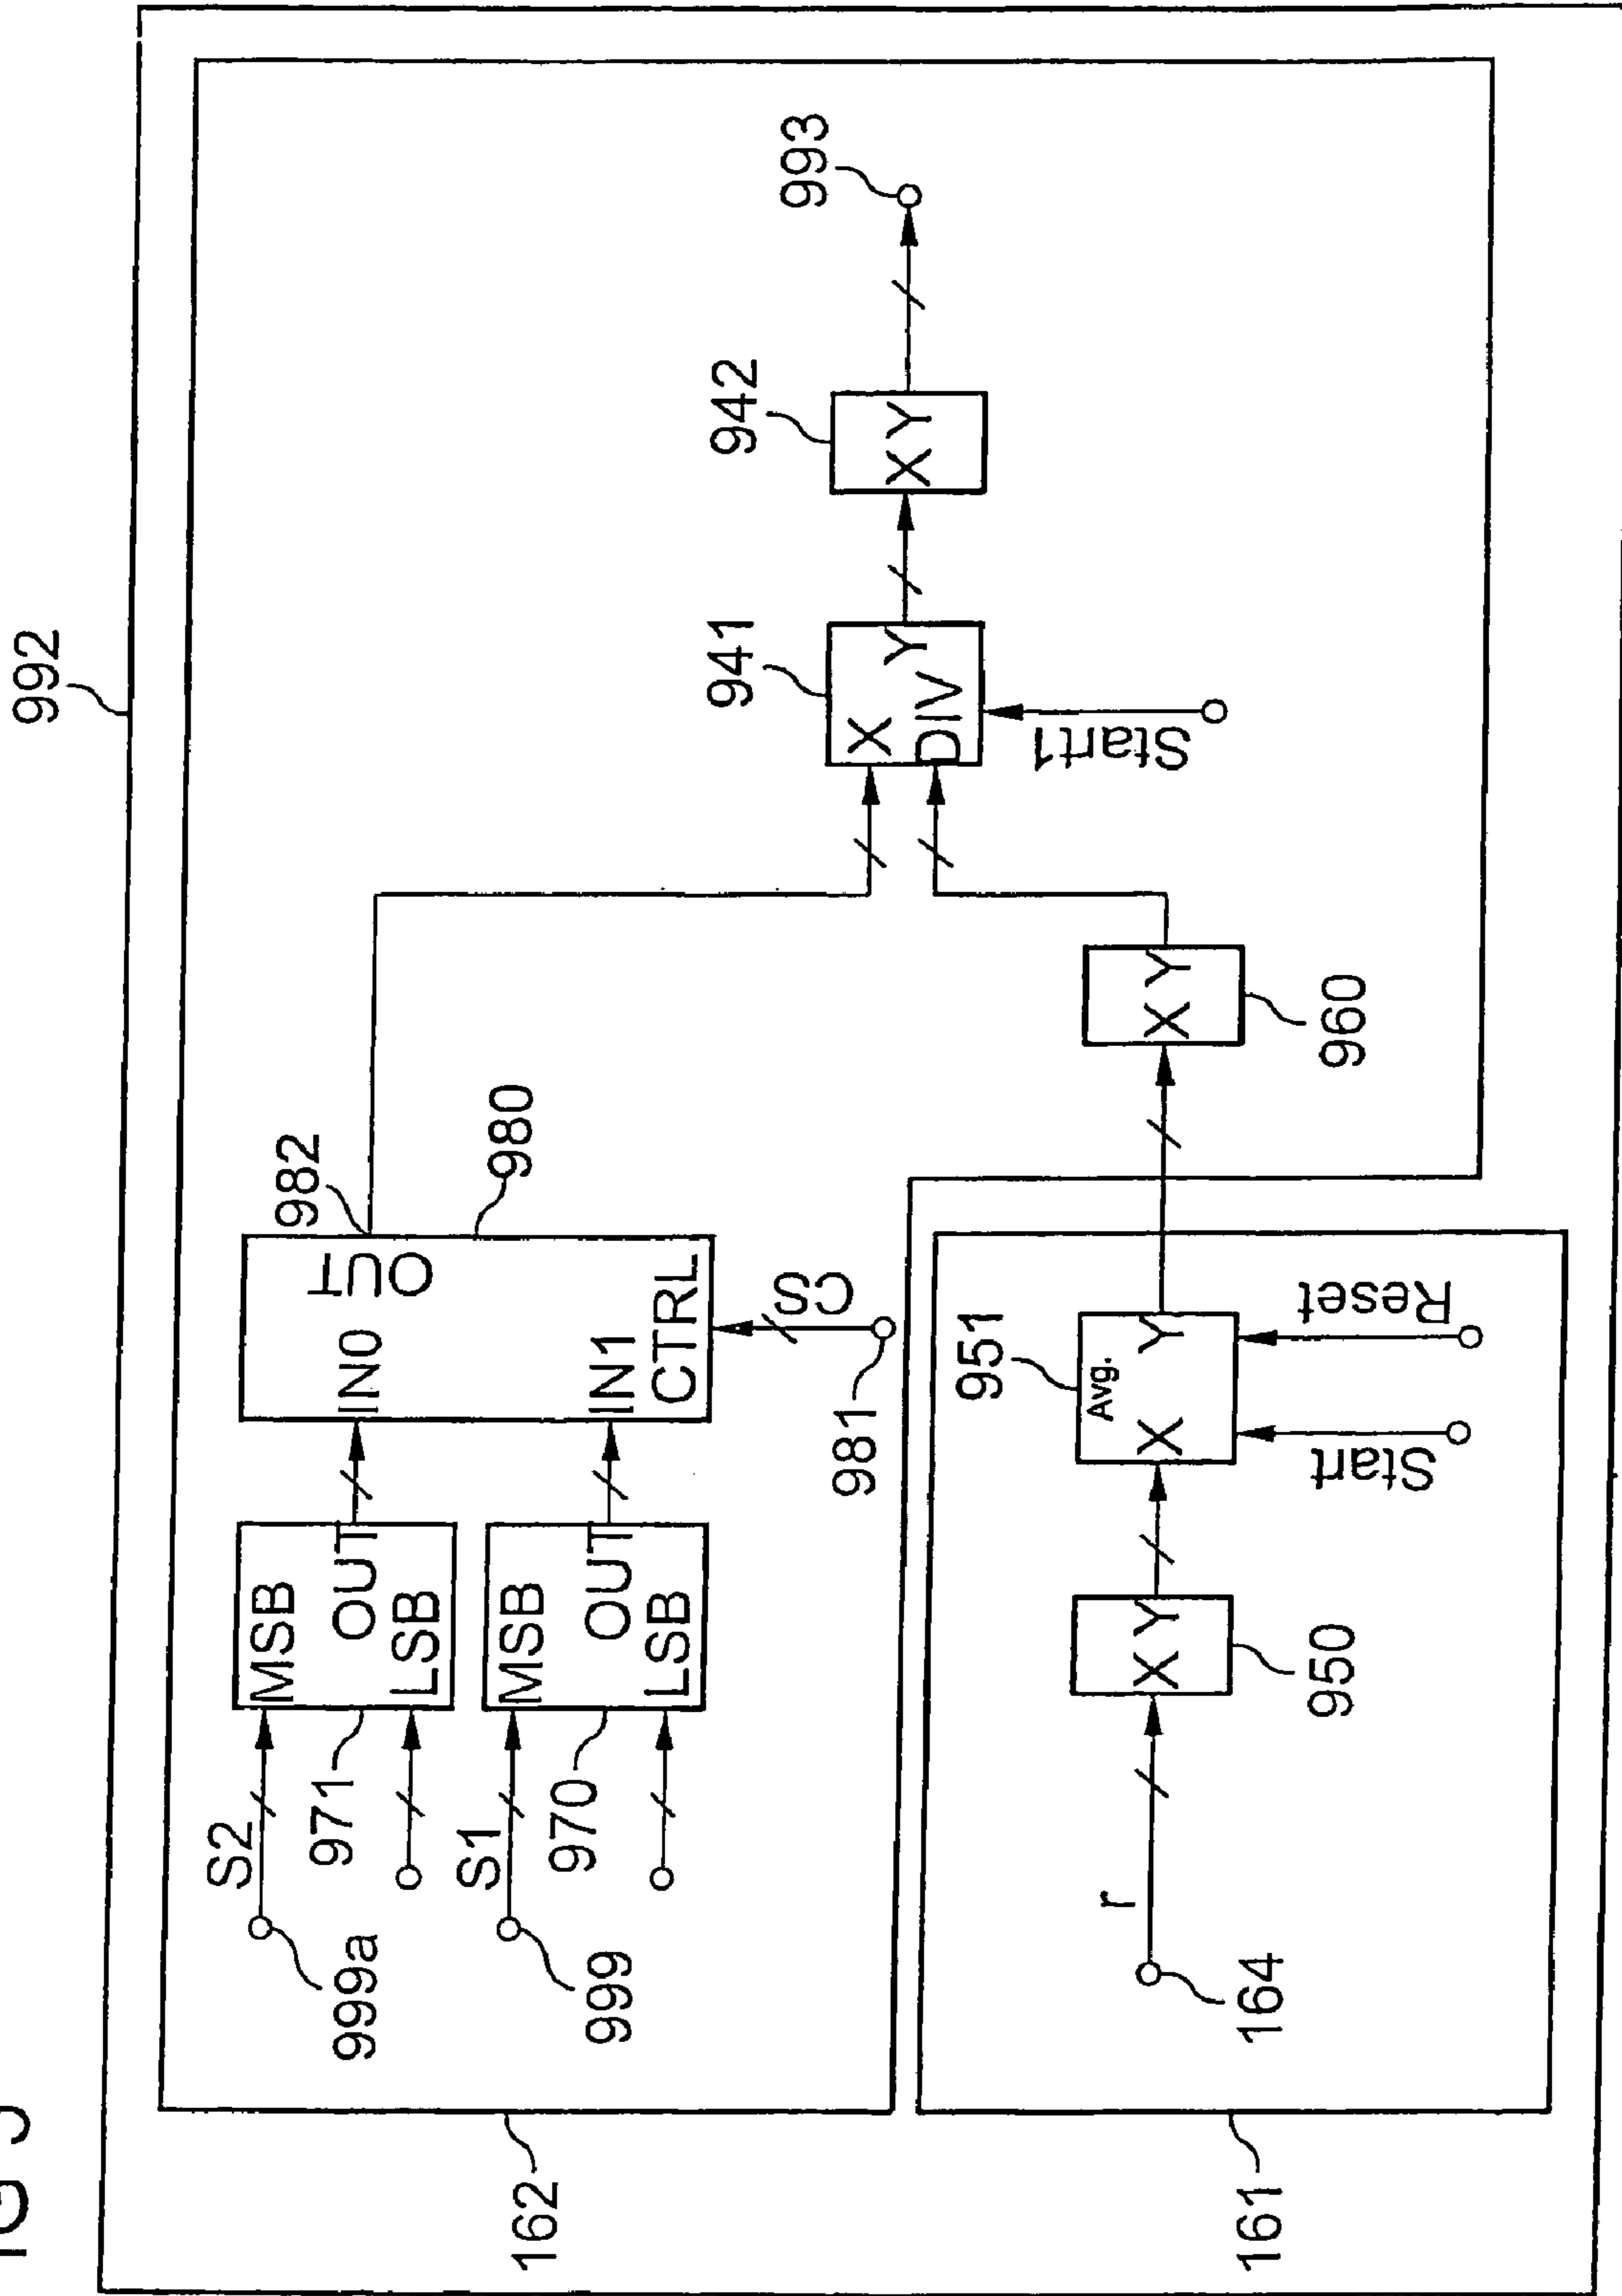 992
162
S2
999a
971
MSB
OUT
LSB
S1
999
970
MSB
OUT
LSB
IN0
OUT
IN1
CTRL
982
980
CS
981
X
Y
DIV
941
Start1
X Y
942
993
161
r
164
X Y
950
Avg.
X Y
951
Start
Reset
X Y
960